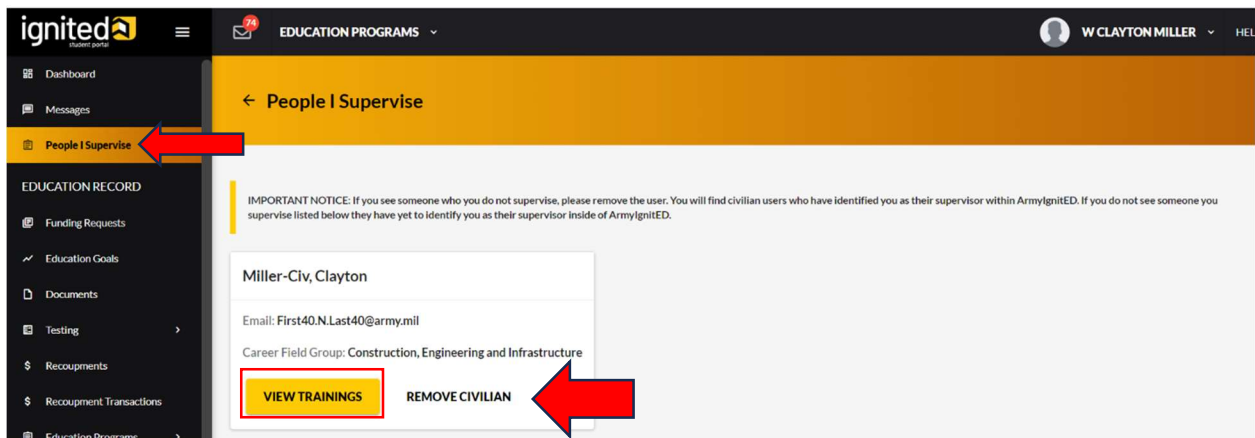 ignited
student portal
74
EDUCATION PROGRAMS
W CLAYTON MILLER
HEL
Dashboard
Messages
People I Supervise
EDUCATION RECORD
Funding Requests
Education Goals
Documents
Testing
$ Recoupments
$ Recoupment Transactions
Education Programs
← People I Supervise
IMPORTANT NOTICE: If you see someone who you do not supervise, please remove the user. You will find civilian users who have identified you as their supervisor within ArmyIgnitED. If you do not see someone you
supervise listed below they have yet to identify you as their supervisor inside of ArmyIgnitED.
Miller-Civ, Clayton
Email: First40.N.Last40@army.mil
Career Field Group: Construction, Engineering and Infrastructure
VIEW TRAININGS
REMOVE CIVILIAN